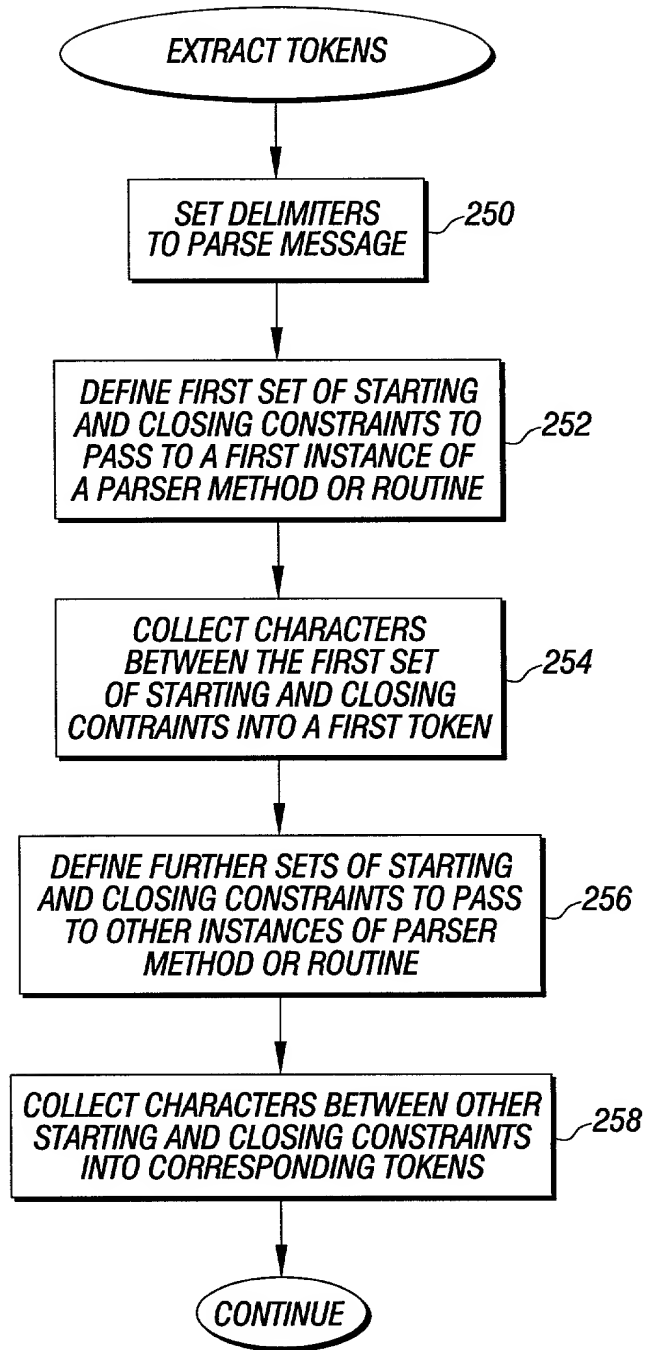 EXTRACT TOKENS
SET DELIMITERS
TO PARSE MESSAGE
250
DEFINE FIRST SET OF STARTING
AND CLOSING CONSTRAINTS TO
PASS TO A FIRST INSTANCE OF
A PARSER METHOD OR ROUTINE
252
COLLECT CHARACTERS
BETWEEN THE FIRST SET
OF STARTING AND CLOSING
CONTRAINTS INTO A FIRST TOKEN
254
DEFINE FURTHER SETS OF STARTING
AND CLOSING CONSTRAINTS TO PASS
TO OTHER INSTANCES OF PARSER
METHOD OR ROUTINE
256
COLLECT CHARACTERS BETWEEN OTHER
STARTING AND CLOSING CONSTRAINTS
INTO CORRESPONDING TOKENS
258
CONTINUE